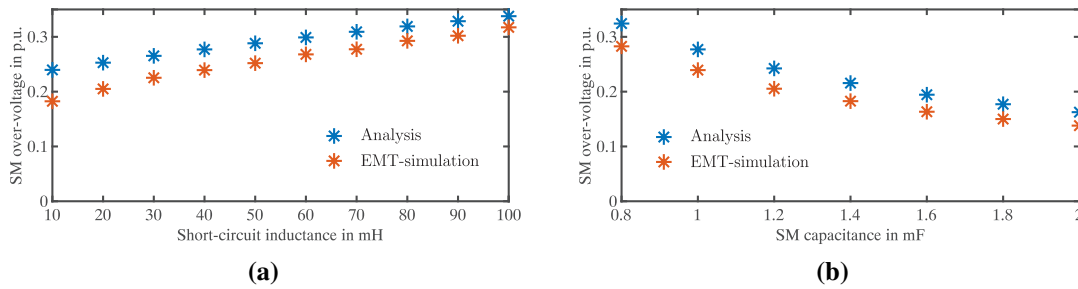 SM over-voltage in p.u.
0.3
0.2
0.1
0
Analysis
EMT-simulation
10 20 30 40 50 60 70 80 90 100
Short-circuit inductance in mH
(a)
SM over-voltage in p.u.
0.3
0.2
0.1
0
Analysis
EMT-simulation
0.8 1 1.2 1.4 1.6 1.8 2
SM capacitance in mF
(b)